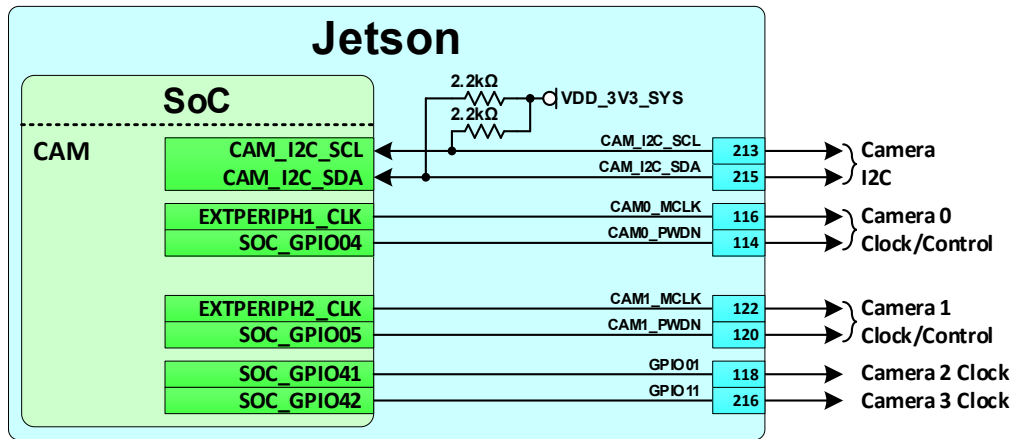 Jetson
SoC
2.2kΩ
VDD_3V3_SYS
2.2kΩ
CAM
CAM_I2C_SCL
CAM_I2C_SCL
213
Camera
CAM_I2C_SDA
CAM_I2C_SDA
215
I2C
EXTPERIPH1_CLK
CAM0_MCLK
116
Camera 0
SOC_GPIO04
CAM0_PWDN
114
Clock/Control
EXTPERIPH2_CLK
CAM1_MCLK
122
Camera 1
SOC_GPIO05
CAM1_PWDN
120
Clock/Control
SOC_GPIO41
GPIO01
118
Camera 2 Clock
SOC_GPIO42
GPIO11
216
Camera 3 Clock